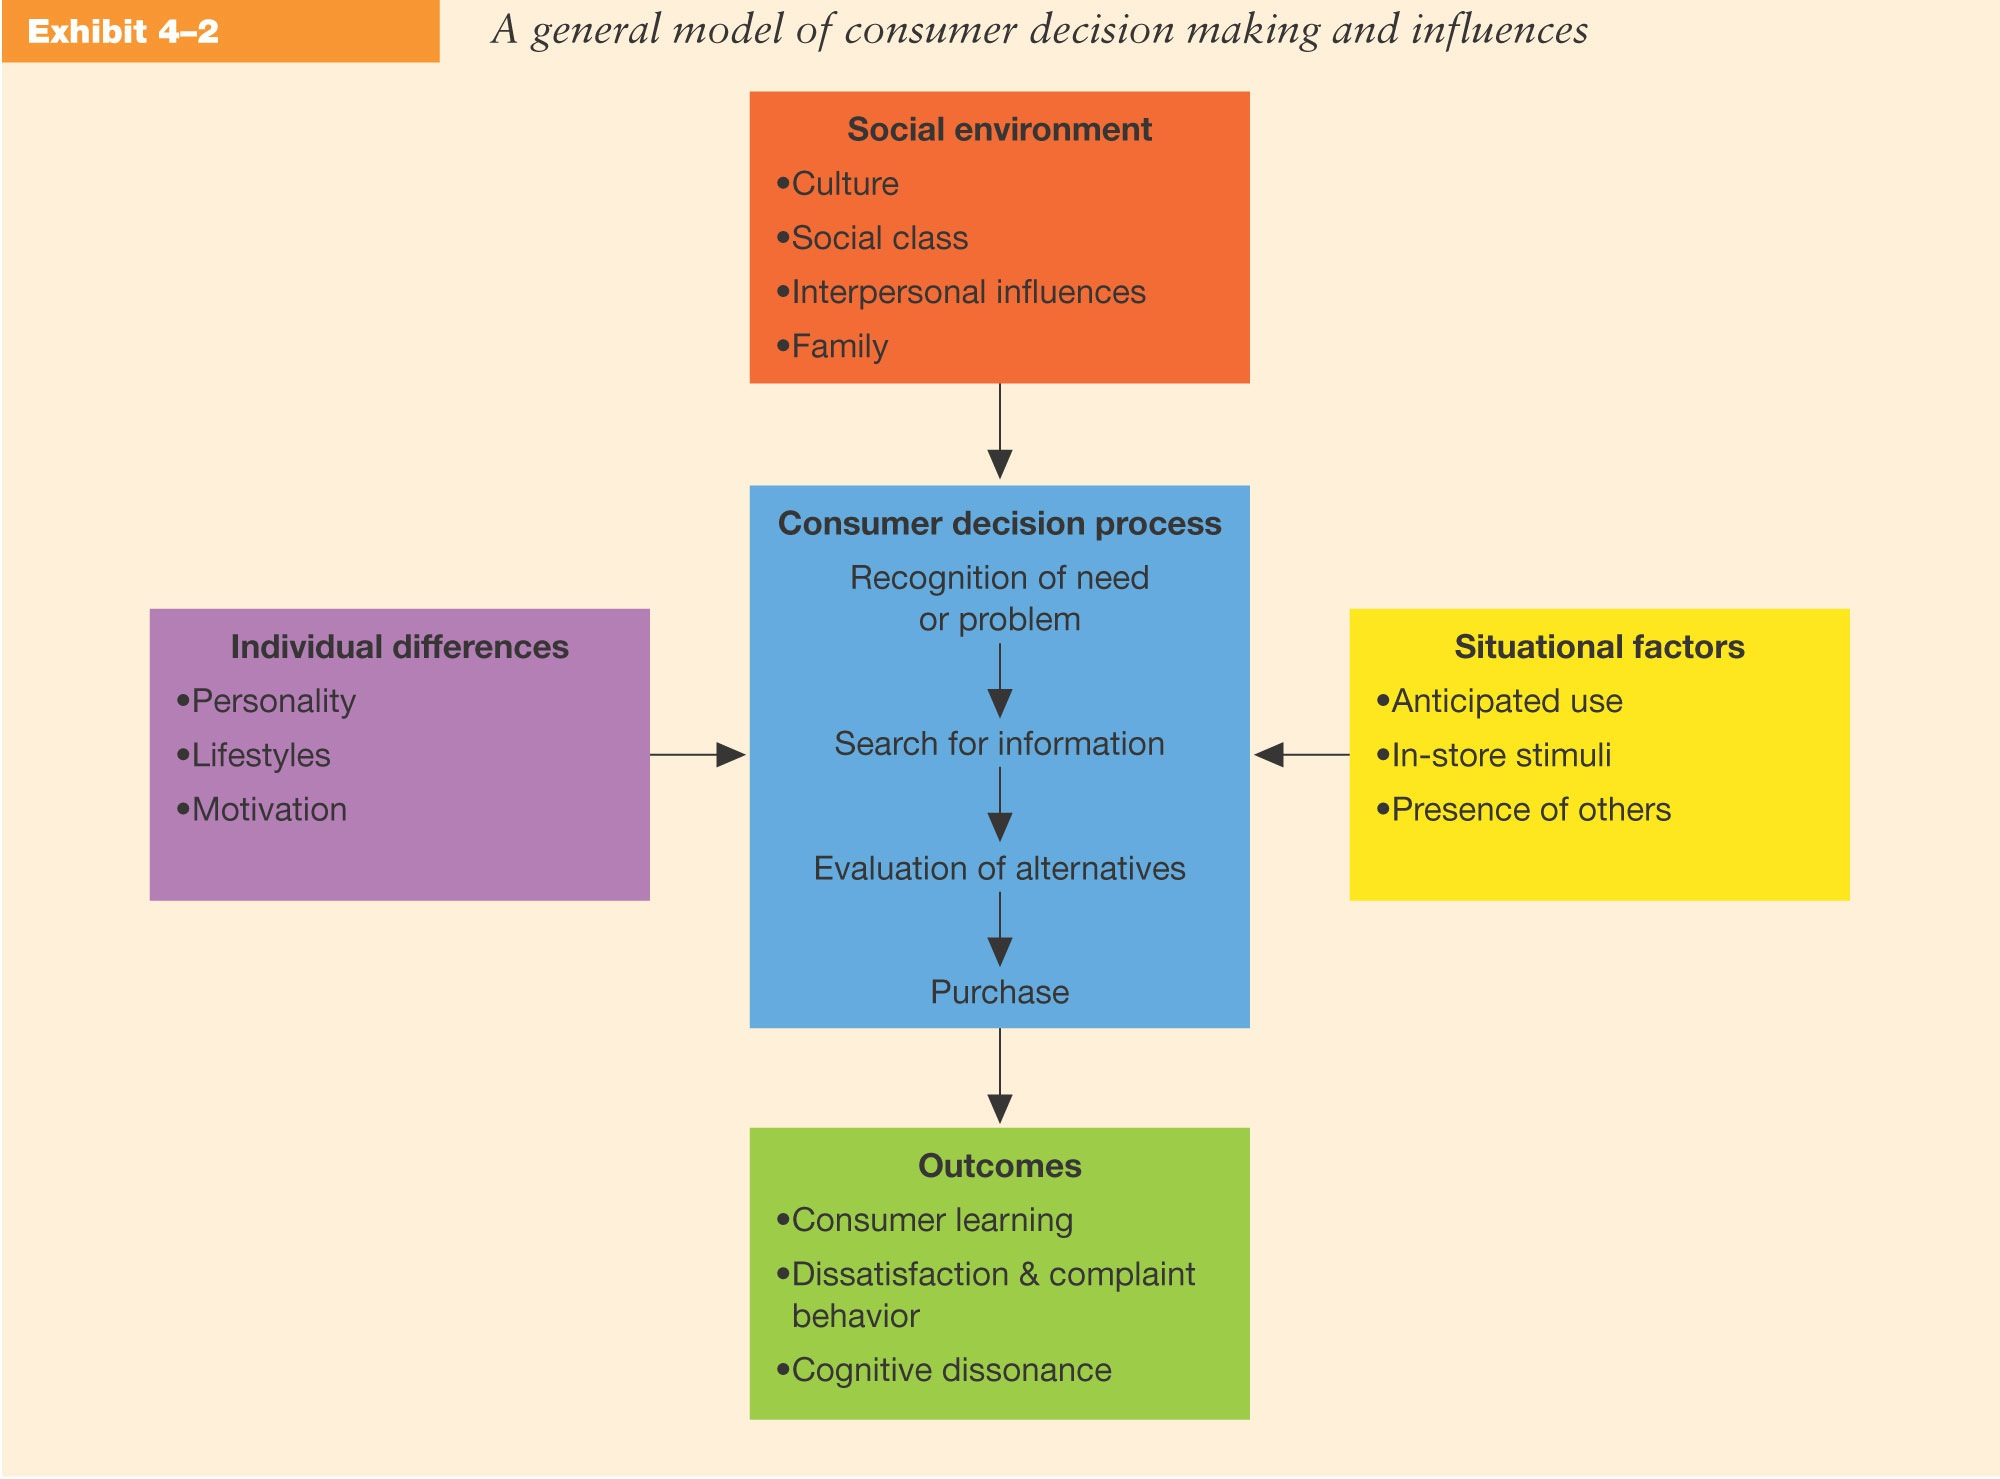 Exhibit 4–2
A general model of consumer decision making and influences
Social environment
•Culture
•Social class
•Interpersonal influences
•Family
Consumer decision process
Recognition of need
or problem
Search for information
Evaluation of alternatives
Purchase
Individual differences
•Personality
•Lifestyles
•Motivation
Situational factors
•Anticipated use
•In-store stimuli
•Presence of others
Outcomes
•Consumer learning
•Dissatisfaction & complaint
behavior
•Cognitive dissonance